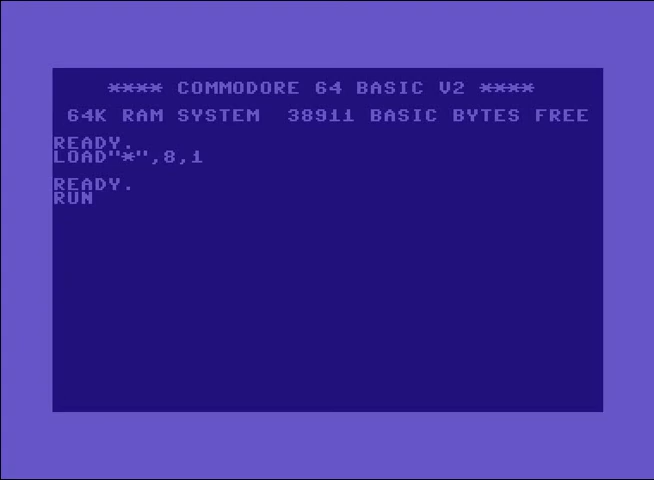 **** COMMODORE 64 BASIC V2 ****
64K RAM SYSTEM  38911 BASIC BYTES FREE
READY.
LOAD"*",8,1
READY.
RUN